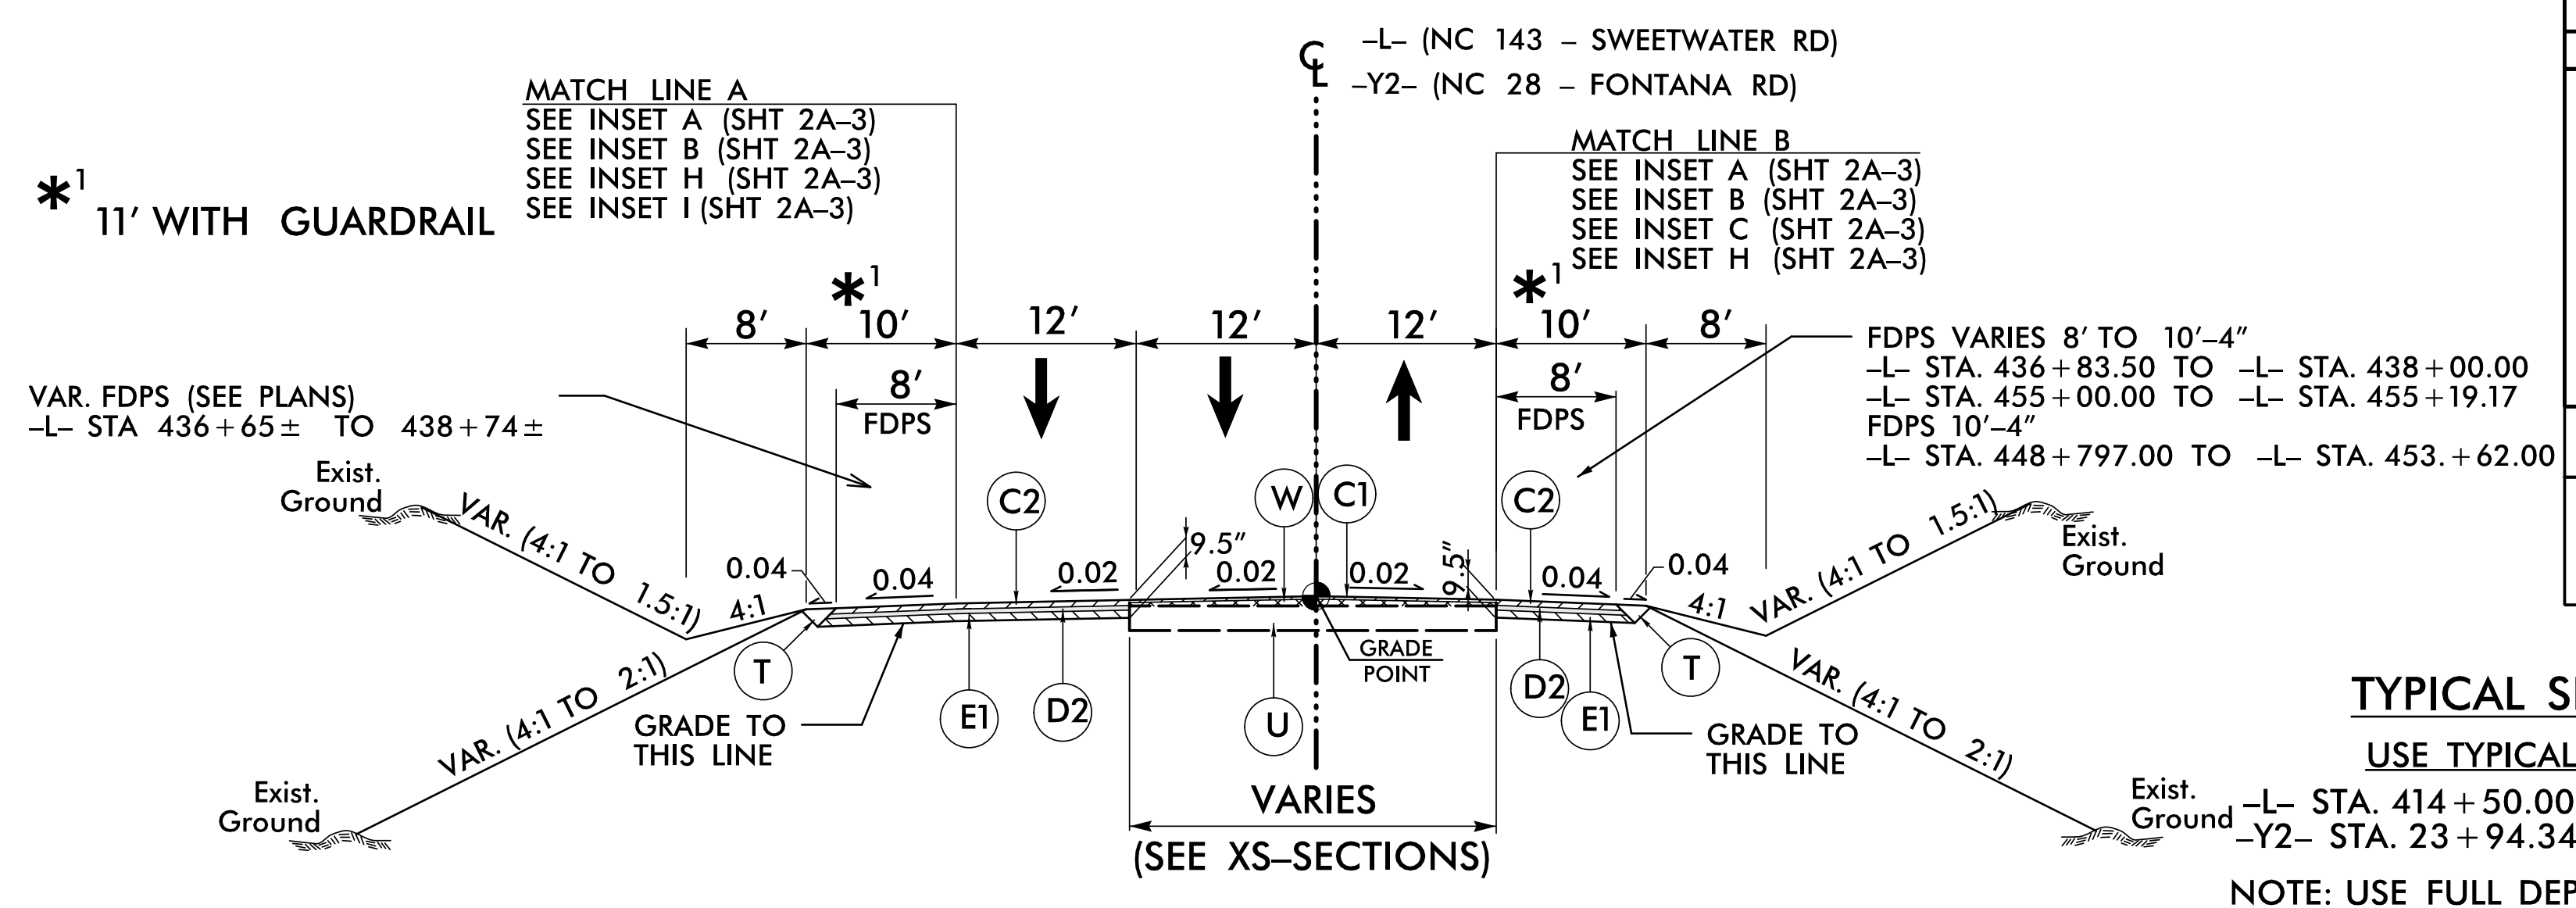 ℄
–L– (NC 143 – SWEETWATER RD)
–Y2– (NC 28 – FONTANA RD)
MATCH LINE A
SEE INSET A (SHT 2A–3)
SEE INSET B (SHT 2A–3)
SEE INSET H (SHT 2A–3)
SEE INSET I (SHT 2A–3)
MATCH LINE B
SEE INSET A (SHT 2A–3)
SEE INSET B (SHT 2A–3)
SEE INSET C (SHT 2A–3)
SEE INSET H (SHT 2A–3)
*1
11' WITH GUARDRAIL
*1
*1
8' 10' 12' 12' 12' 10' 8'
8'
FDPS
8'
FDPS
VAR. FDPS (SEE PLANS)
–L– STA 436+65± TO 438+74±
FDPS VARIES 8' TO 10'–4"
–L– STA. 436+83.50 TO –L– STA. 438+00.00
–L– STA. 455+00.00 TO –L– STA. 455+19.17
FDPS 10'–4"
–L– STA. 448+797.00 TO –L– STA. 453.+62.00
Exist.
Ground
VAR. (4:1 TO 1.5:1)
C2
W
C1
C2
VAR. (4:1 TO 1.5:1)
Exist.
Ground
9.5"
9.5"
0.04
0.04
0.02
0.02
0.02
0.04
0.04
4:1
4:1
GRADE
POINT
T
E1
D2
U
D2
E1
T
VAR. (4:1 TO 2:1)
VAR. (4:1 TO 2:1)
GRADE TO
THIS LINE
GRADE TO
THIS LINE
Exist.
Ground
Exist.
Ground
VARIES
(SEE XS–SECTIONS)
TYPICAL
USE TYPICAL
–L– STA. 414+50.00
–Y2– STA. 23+94.34
NOTE: USE FULL